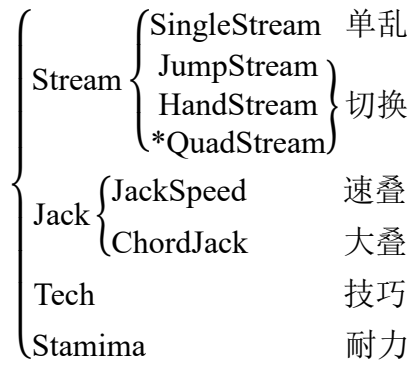 SingleStream 单乱
Stream
JumpStream
HandStream 切换
*QuadStream
JackSpeed 速叠
Jack
ChordJack 大叠
Tech 技巧
Stamima 耐力